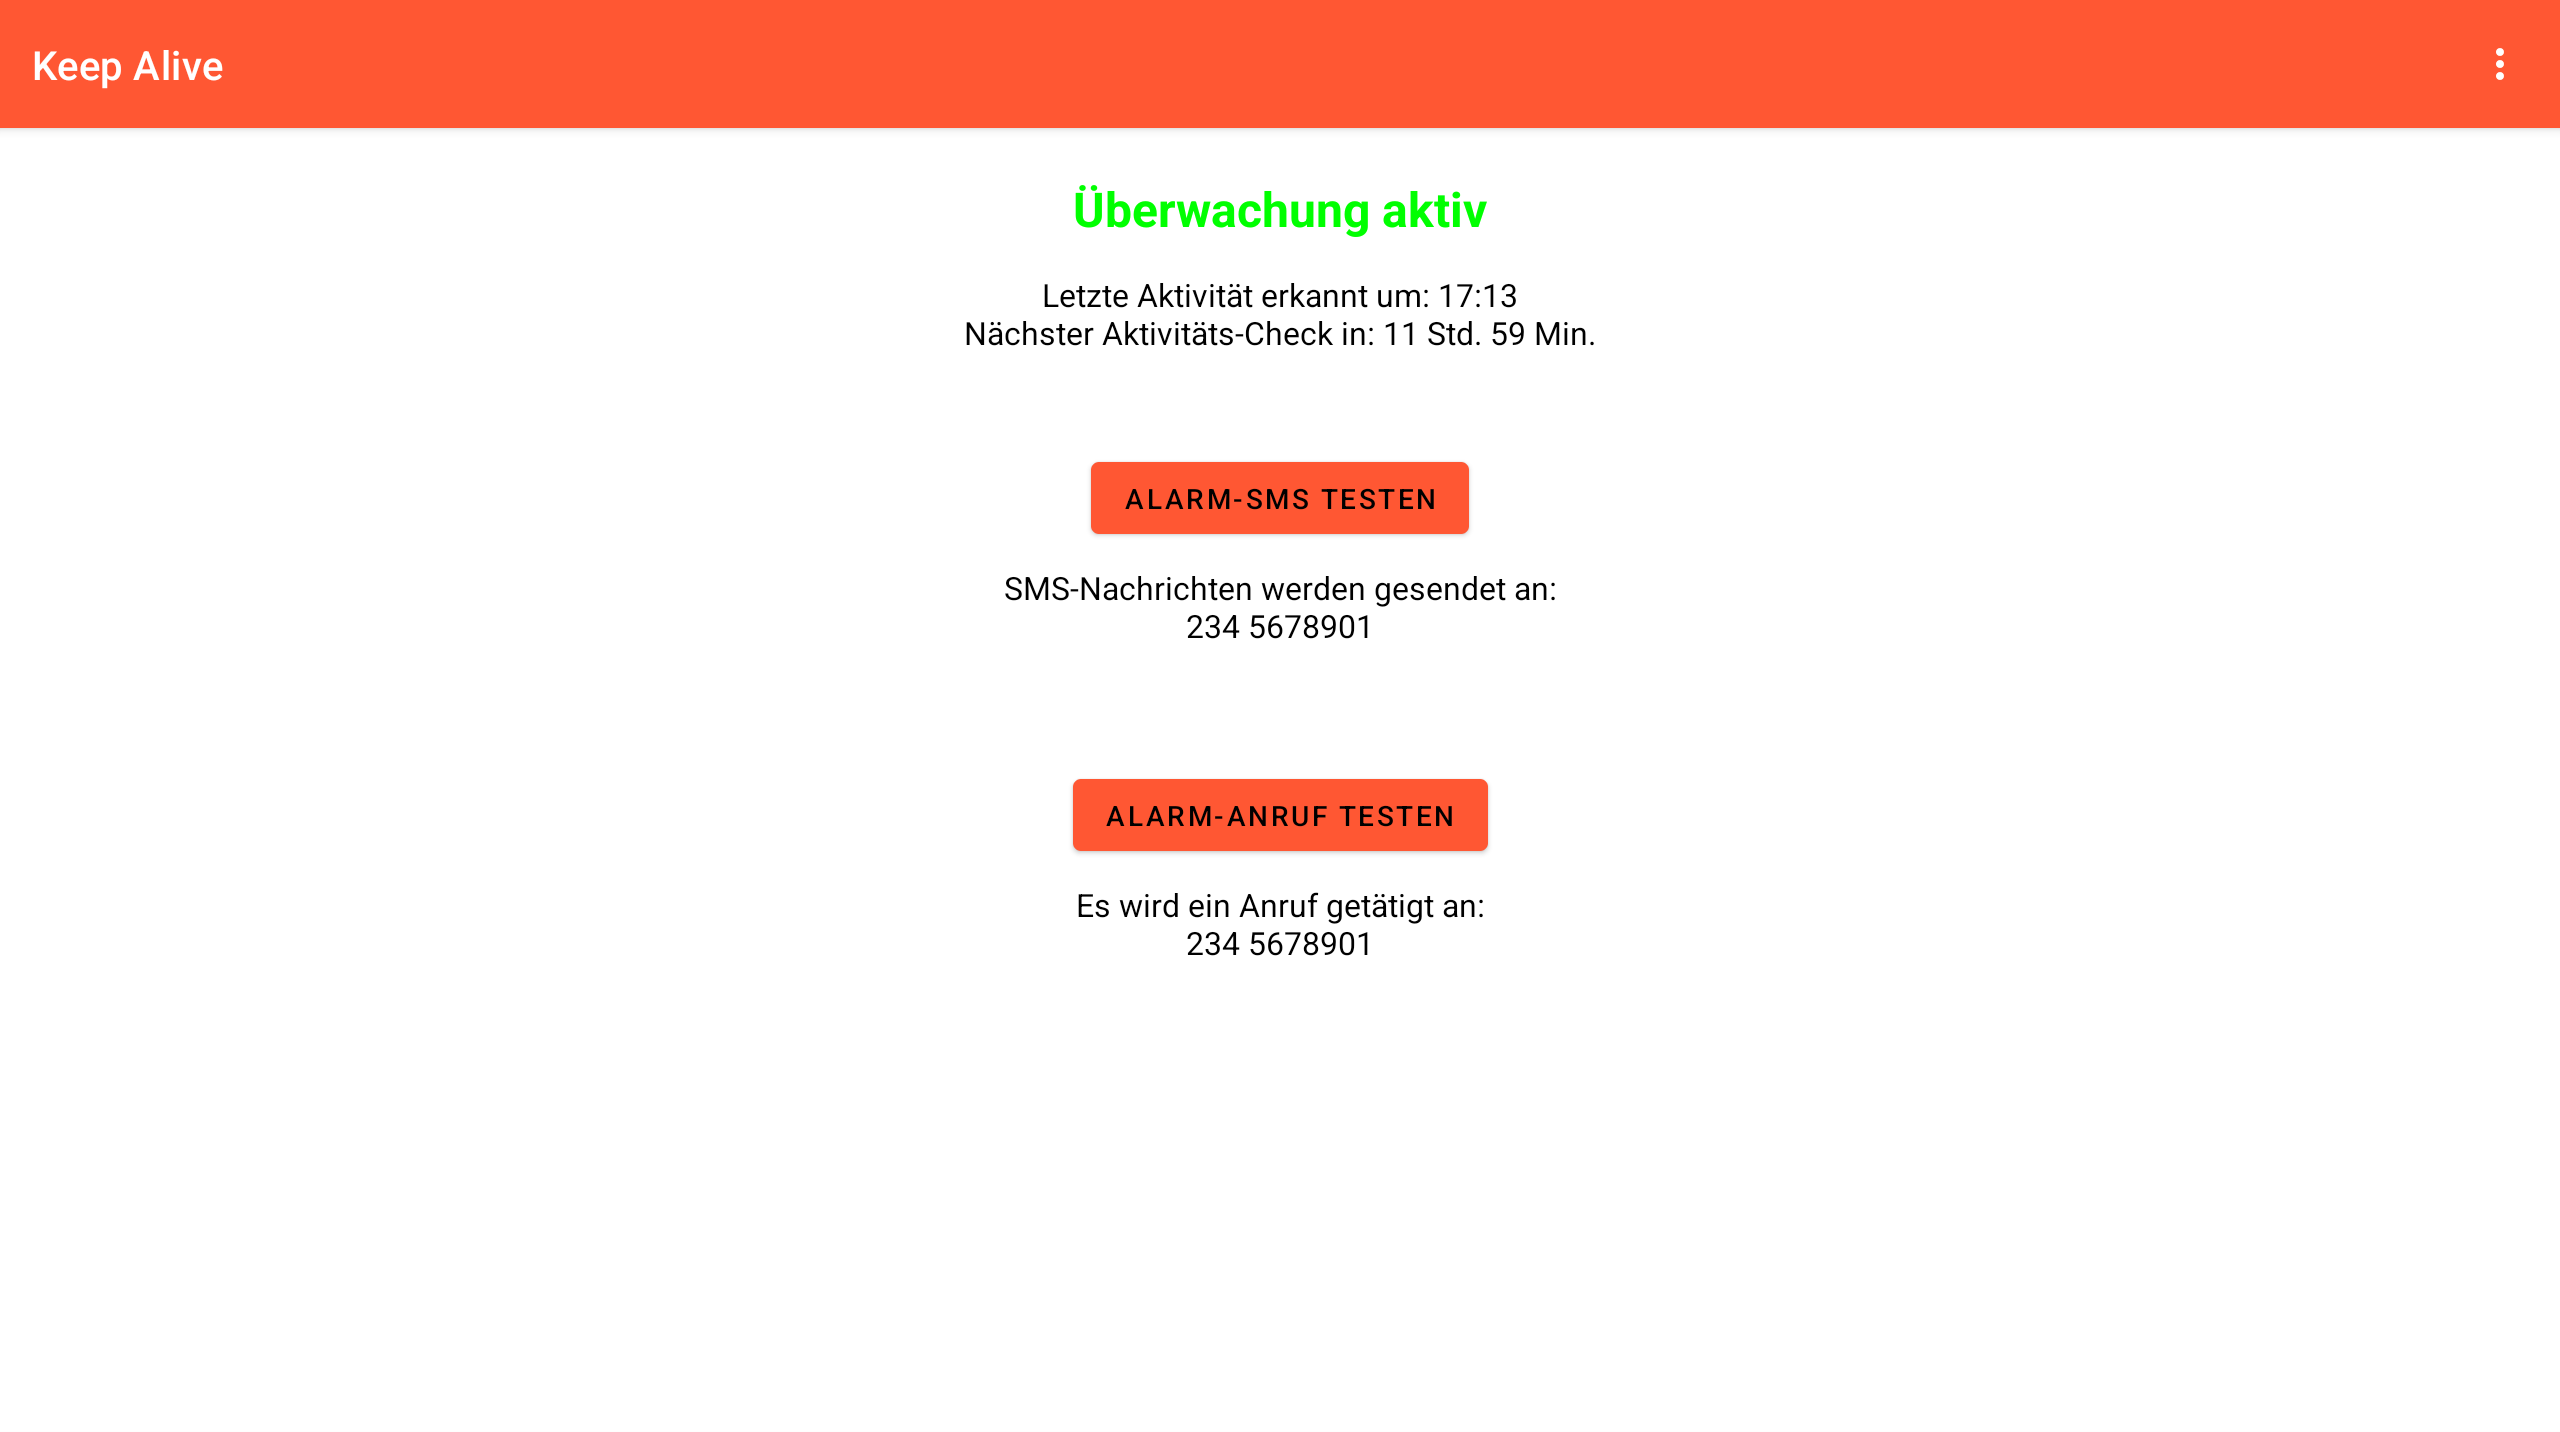 Keep Alive
Überwachung aktiv
Letzte Aktivität erkannt um: 17:13
Nächster Aktivitäts-Check in: 11 Std. 59 Min.
ALARM-SMS TESTEN
SMS-Nachrichten werden gesendet an:
234 5678901
ALARM-ANRUF TESTEN
Es wird ein Anruf getätigt an:
234 5678901